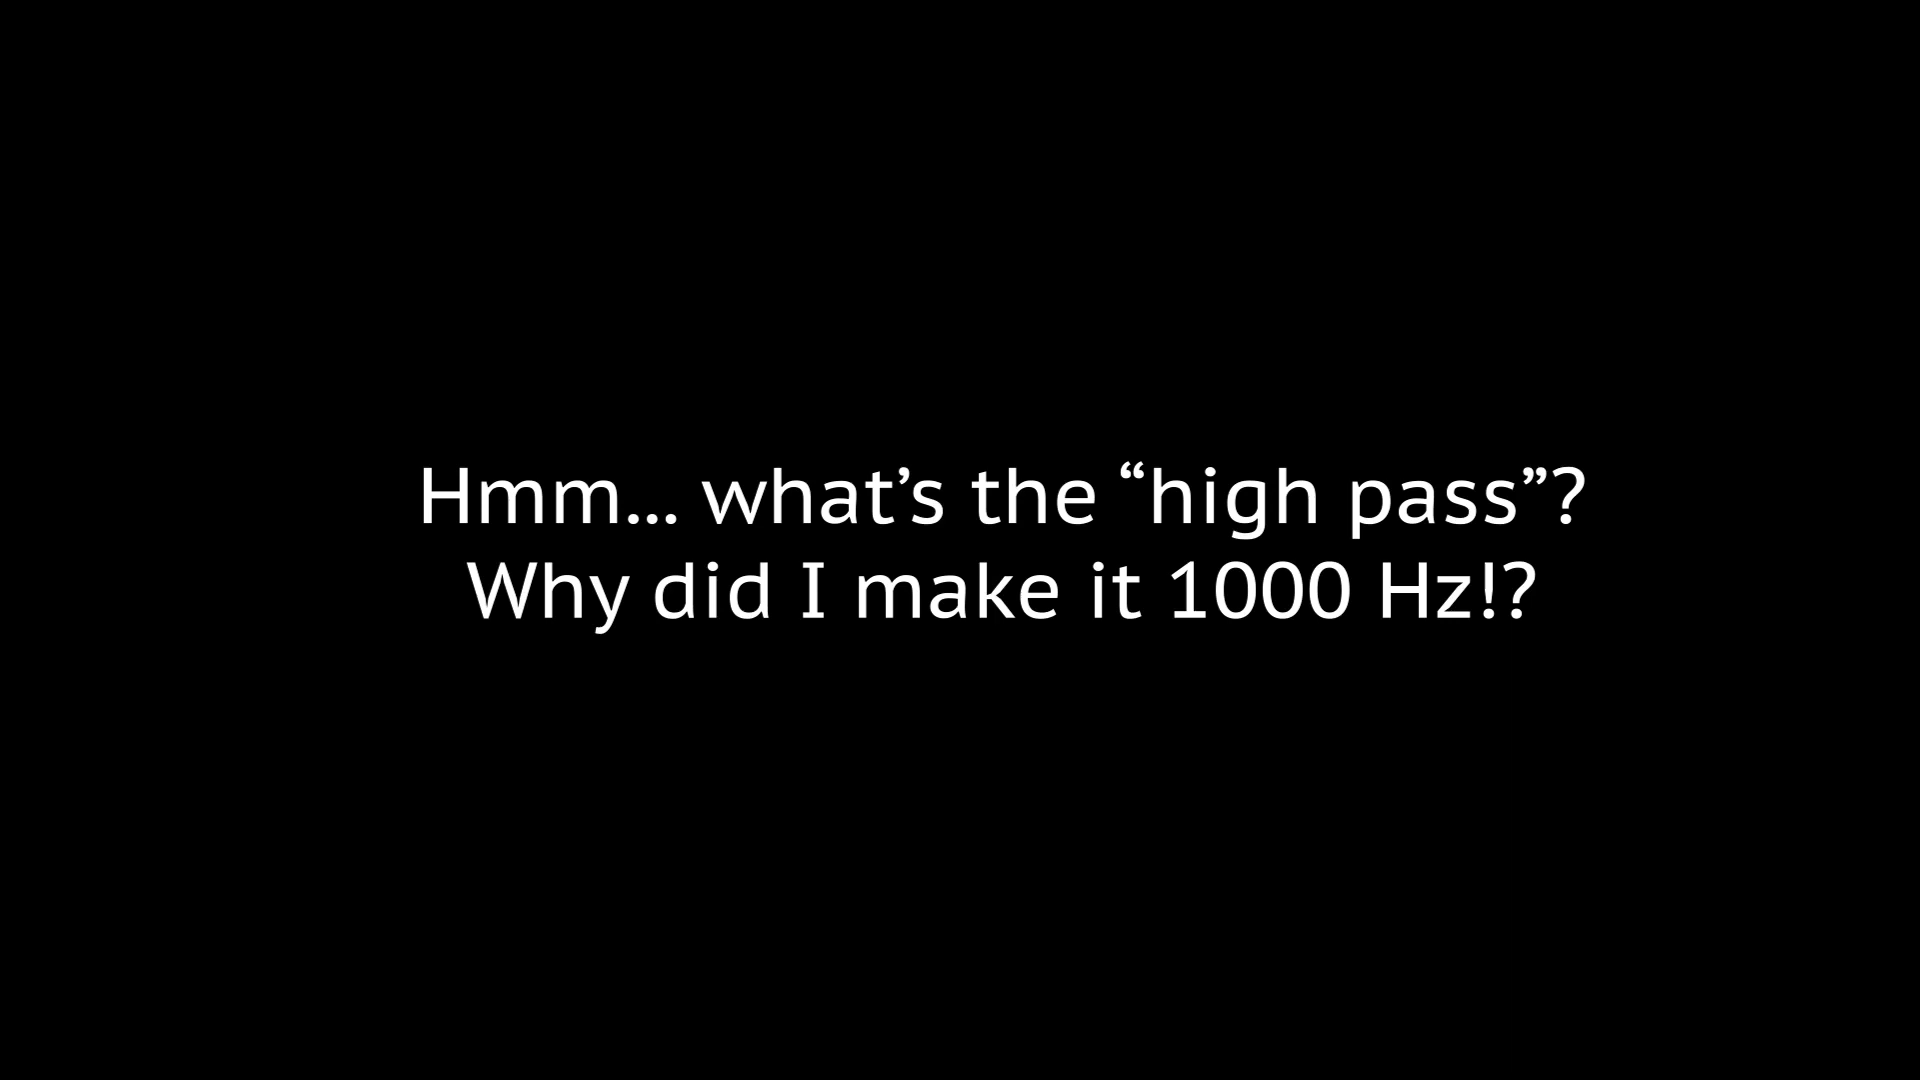 Hmm... what’s the “high pass”?
Why did I make it 1000 Hz!?